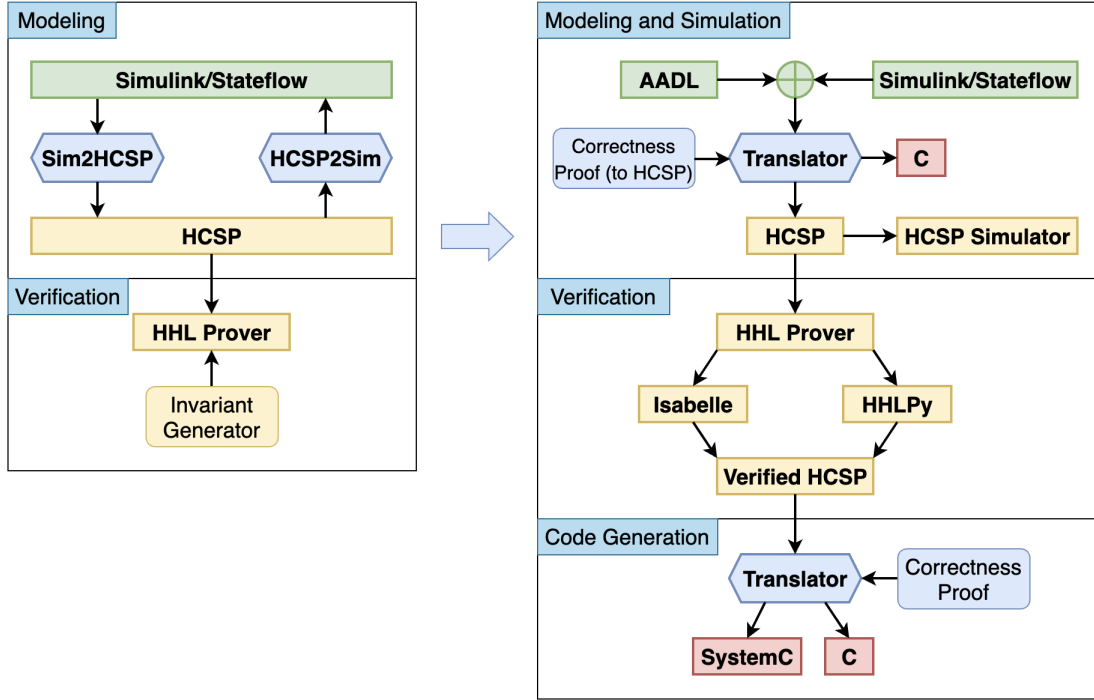 Modeling
Simulink/Stateflow
Sim2HCSP
HCSP2Sim
HCSP
Verification
HHL Prover
Invariant
Generator
Modeling and Simulation
AADL
Simulink/Stateflow
Correctness
Proof (to HCSP)
Translator
C
HCSP
HCSP Simulator
Verification
HHL Prover
Isabelle
HHLPy
Verified HCSP
Code Generation
Translator
Correctness
Proof
SystemC
C